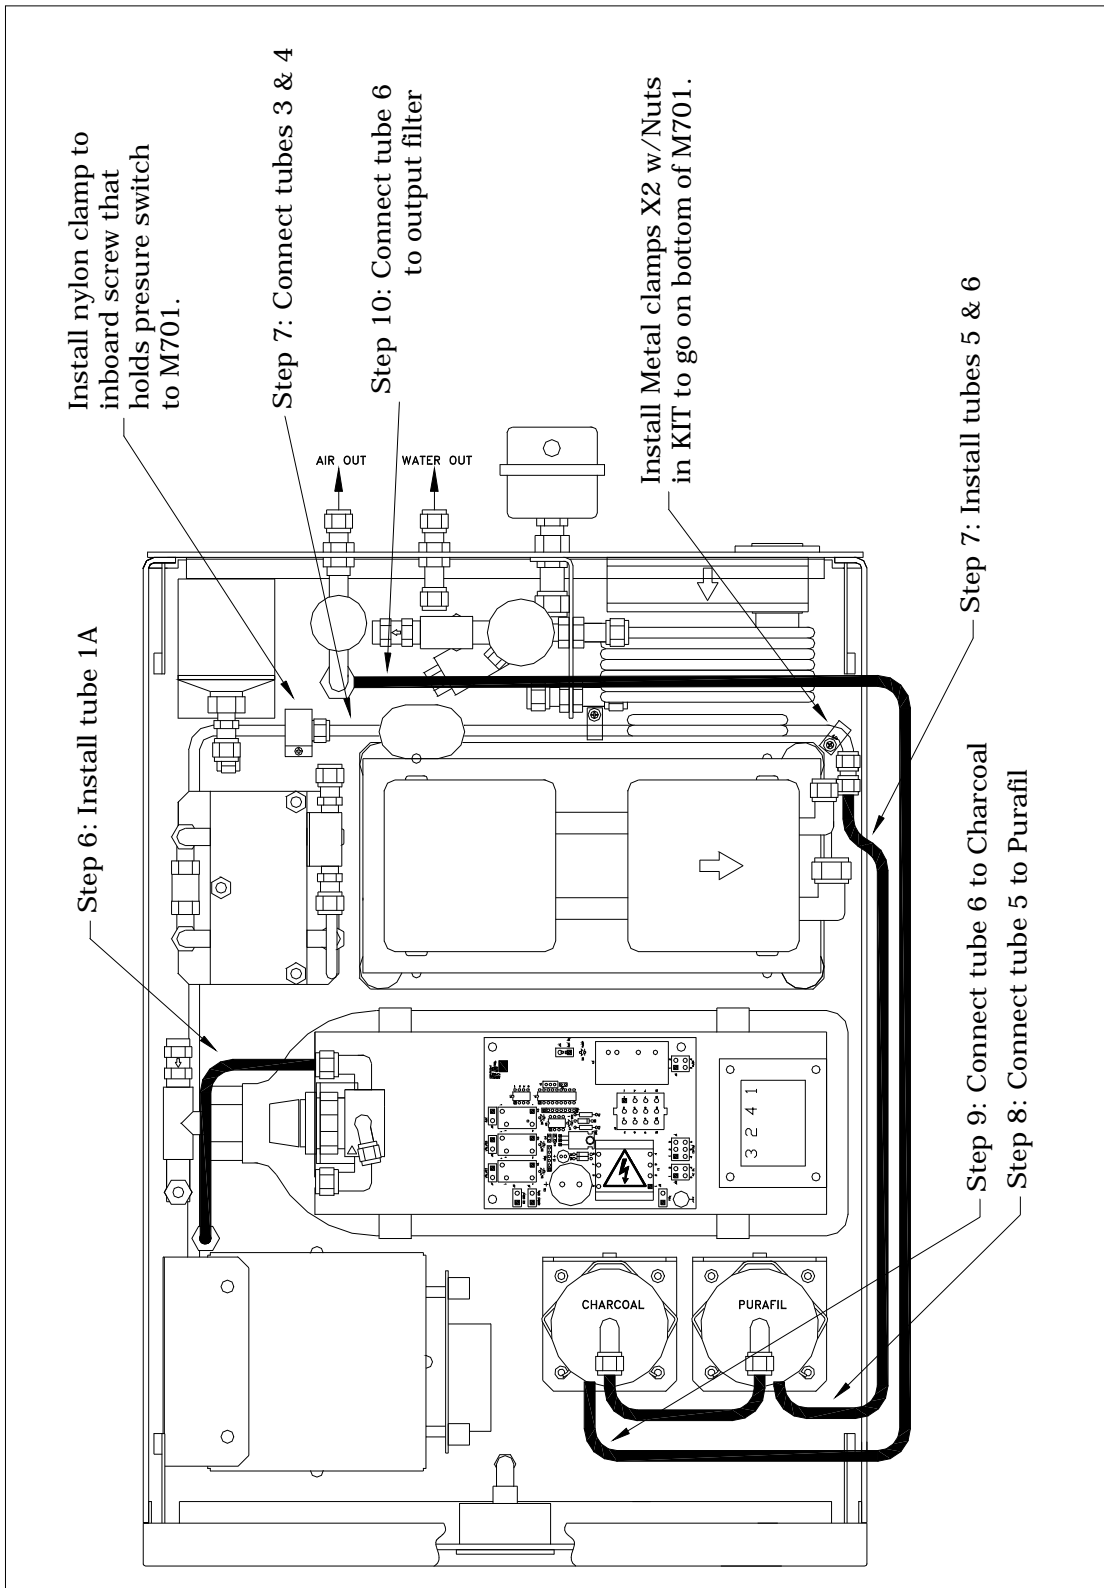 Install nylon clamp to
inboard screw that
holds presure switch
to M701.
Step 7: Connect tubes 3 & 4
Step 10: Connect tube 6
to output filter
Install Metal clamps X2 w/Nuts
in KIT to go on bottom of M701.
Step 7: Install tubes 5 & 6
Step 6: Install tube 1A
AIR OUT
WATER OUT
3 2 4 1
CHARCOAL
PURAFIL
Step 9: Connect tube 6 to Charcoal
Step 8: Connect tube 5 to Purafil